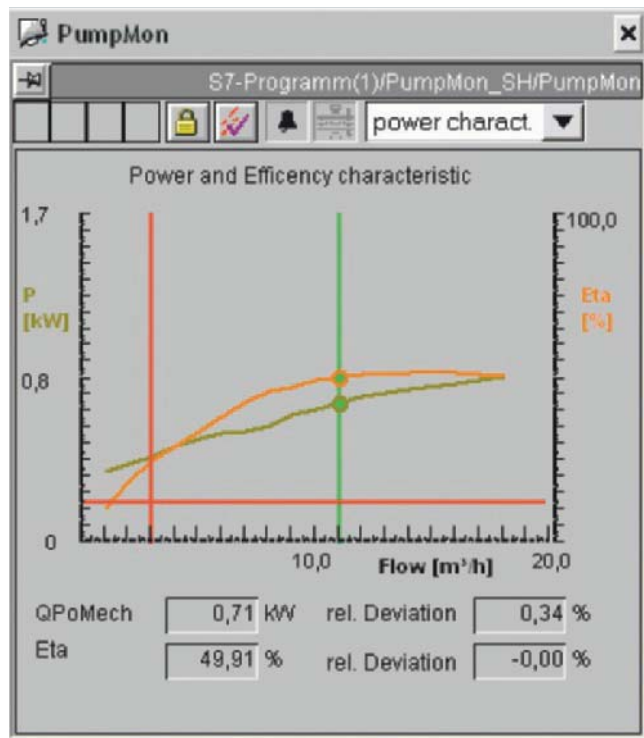 PumpMon
S7-Programm(1)/PumpMon_SH/PumpMon
power charact.
Power and Efficency characteristic
1,7
100,0
P
[kW]
Eta
[%]
0,8
0
10,0
Flow [m³/h]
20,0
QPoMech 0,71 kW rel. Deviation 0,34 %
Eta 49,91 % rel. Deviation -0,00 %